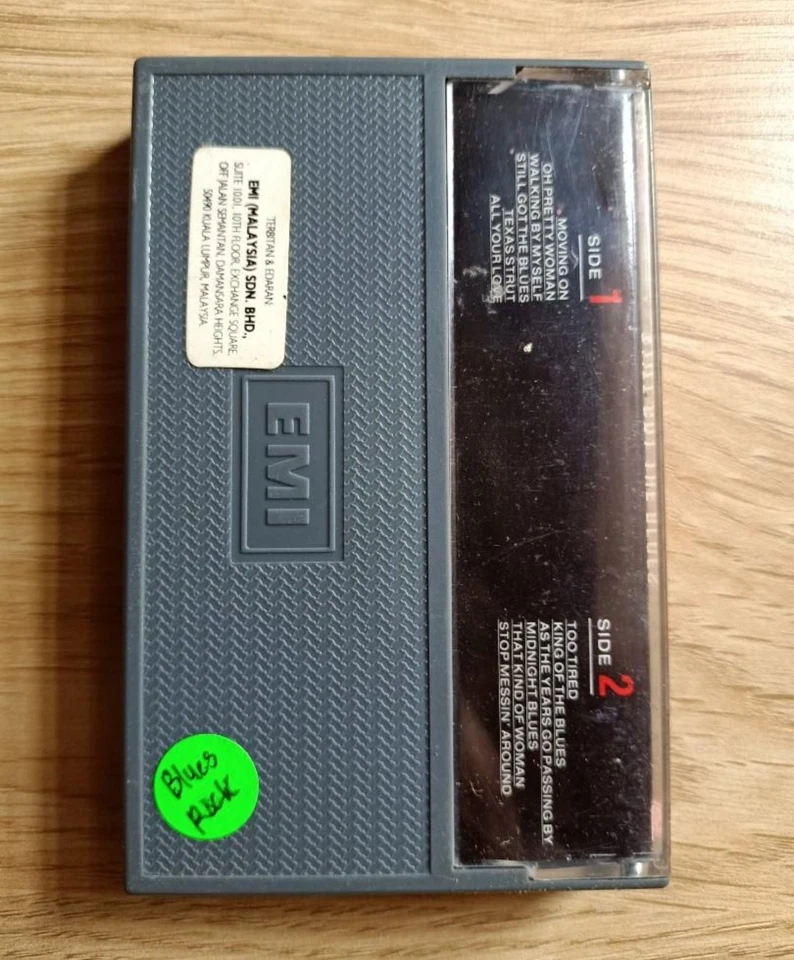 SIDE 1
MOVING ON
OH PRETTY WOMAN
WALKING BY MYSELF
STILL GOT THE BLUES
TEXAS STRUT
ALL YOUR LOVE
SIDE 2
TOO TIRED
KING OF THE BLUES
AS THE YEARS GO PASSING BY
MIDNIGHT BLUES
THAT KIND OF WOMAN
STOP MESSIN' AROUND
TERBITAN & EDARAN:
EMI (MALAYSIA) SDN. BHD.,
SUITE 10.01, 10TH FLOOR, EXCHANGE SQUARE,
OFF JALAN SEMANTAN, DAMANSARA HEIGHTS,
50490 KUALA LUMPUR, MALAYSIA.
EMI
Blues
Rock